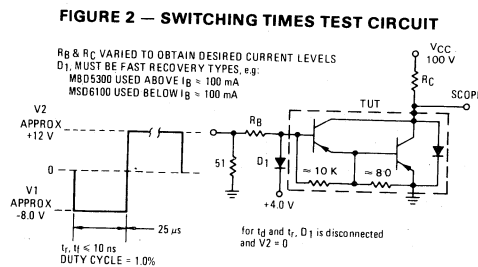 FIGURE 2 — SWITCHING TIMES TEST CIRCUIT
RB & RC VARIED TO OBTAIN DESIRED CURRENT LEVELS
D1, MUST BE FAST RECOVERY TYPES, e.g:
MBD5300 USED ABOVE IB ≈ 100 mA
MSD6100 USED BELOW IB ≈ 100 mA
VCC
100 V
RC
SCOPE
TUT
V2
APPROX
+12 V
0
V1
APPROX
-8.0 V
RB
51
D1
≈ 10 K
≈ 80
+4.0 V
25 μs
tr, tf ≤ 10 ns
DUTY CYCLE = 1.0%
for td and tr, D1 is disconnected
and V2 = 0